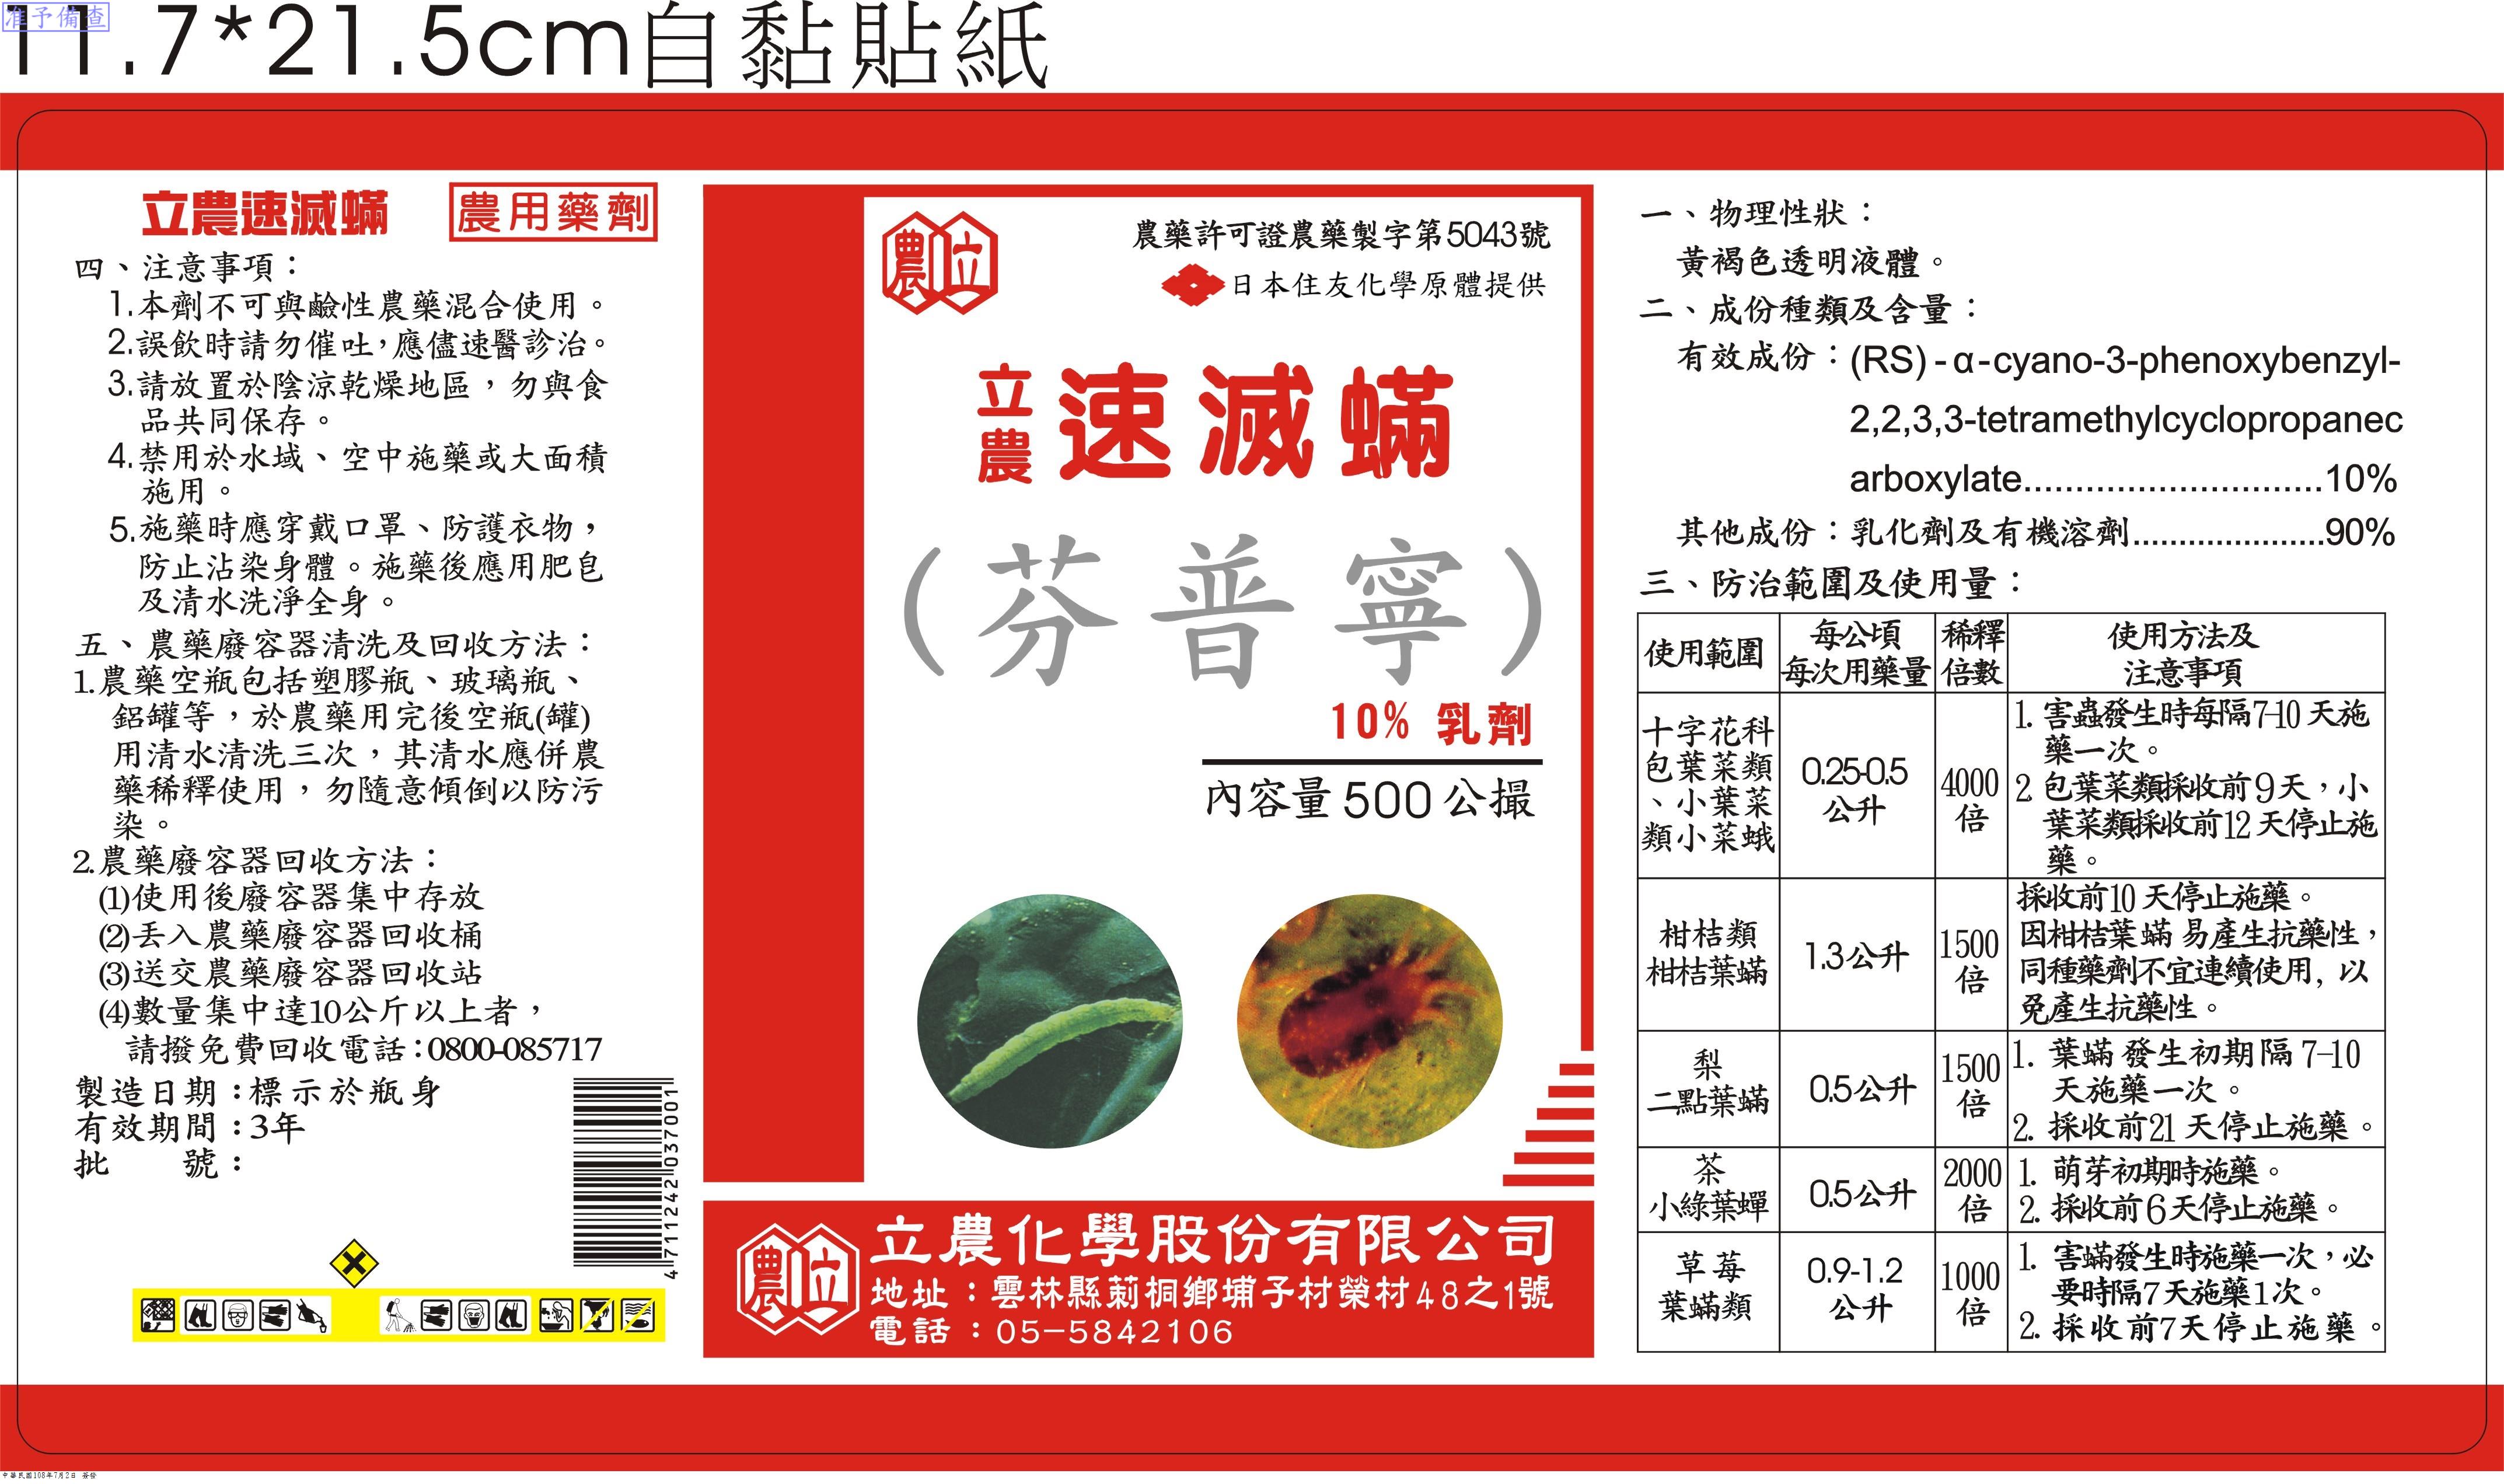 准予備查
11.7*21.5cm自黏貼紙
立農速滅蟎
農用藥劑
四、注意事項：
1.本劑不可與鹼性農藥混合使用。
2.誤飲時請勿催吐，應儘速醫診治。
3.請放置於陰涼乾燥地區，勿與食
品共同保存。
4.禁用於水域、空中施藥或大面積
施用。
5.施藥時應穿戴口罩、防護衣物，
防止沾染身體。施藥後應用肥皂
及清水洗淨全身。
五、農藥廢容器清洗及回收方法：
1.農藥空瓶包括塑膠瓶、玻璃瓶、
鋁罐等，於農藥用完後空瓶(罐)
用清水清洗三次，其清水應併農
藥稀釋使用，勿隨意傾倒以防污
染。
2.農藥廢容器回收方法：
(1)使用後廢容器集中存放
(2)丟入農藥廢容器回收桶
(3)送交農藥廢容器回收站
(4)數量集中達10公斤以上者，
請撥免費回收電話：0800-085717
製造日期：標示於瓶身
有效期間：3年
批　　號：
4711242037001
農立
農藥許可證農藥製字第5043號
日本住友化學原體提供
立農
速滅蟎
(芬普寧)
10% 乳劑
內容量500公撮
農立
立農化學股份有限公司
地址：雲林縣莿桐鄉埔子村榮村48之1號
電話：05-5842106
一、物理性狀：
黃褐色透明液體。
二、成份種類及含量：
有效成份：(RS)-α-cyano-3-phenoxybenzyl-
2,2,3,3-tetramethylcyclopropanec
arboxylate.............................10%
其他成份：乳化劑及有機溶劑......................90%
三、防治範圍及使用量：
使用範圍
每公頃
每次用藥量
稀釋
倍數
使用方法及
注意事項
十字花科
包葉菜類
、小葉菜
類小菜蛾
0.25-0.5
公升
4000
倍
1. 害蟲發生時每隔7-10天施
藥一次。
2. 包葉菜類採收前9天，小
葉菜類採收前12天停止施
藥。
柑桔類
柑桔葉蟎
1.3公升
1500
倍
採收前10天停止施藥。
因柑桔葉蟎易產生抗藥性，
同種藥劑不宜連續使用，以
免產生抗藥性。
梨
二點葉蟎
0.5公升
1500
倍
1. 葉蟎發生初期隔7-10
天施藥一次。
2. 採收前21天停止施藥。
茶
小綠葉蟬
0.5公升
2000
倍
1. 萌芽初期時施藥。
2. 採收前6天停止施藥。
草莓
葉蟎類
0.9-1.2
公升
1000
倍
1. 害蟎發生時施藥一次，必
要時隔7天施藥1次。
2. 採收前7天停止施藥。
中華民國108年7月2日 簽發